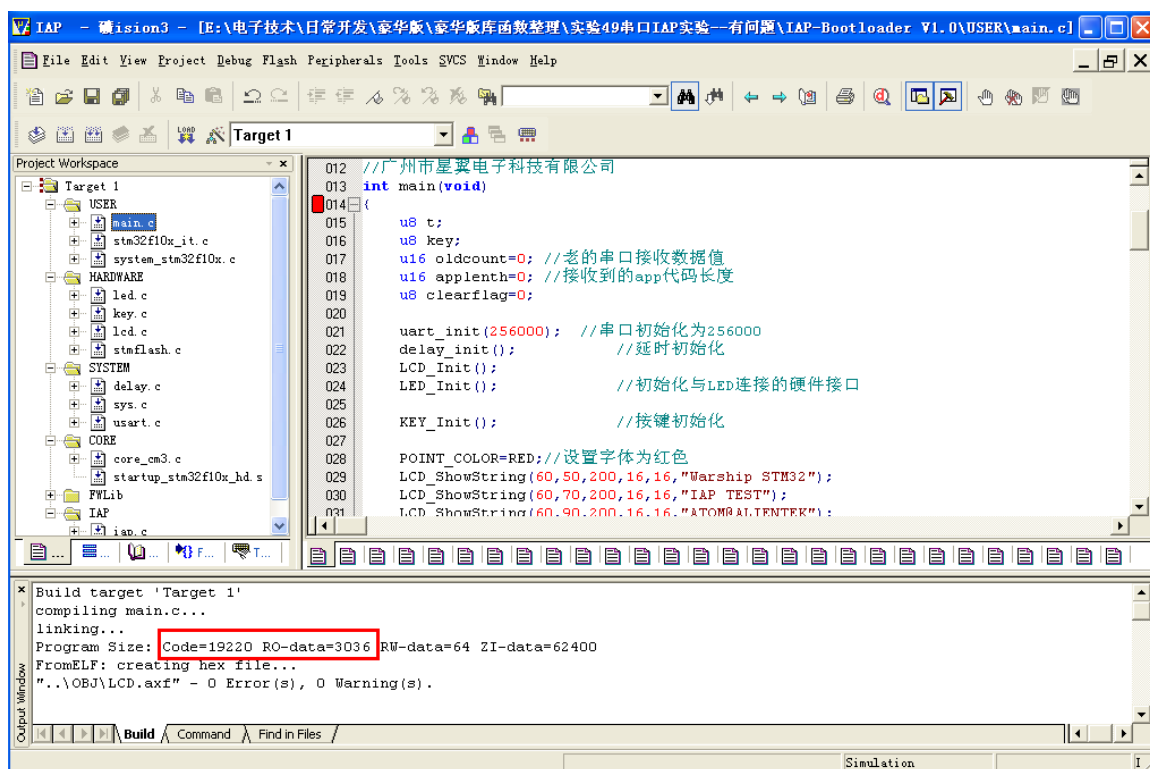 IAP - 礦ision3 - [E:\电子技术\日常开发\豪华版\豪华版库函数整理\实验49串口IAP实验--有问题\IAP-Bootloader V1.0\USER\main.c]
File Edit View Project Debug Flash Peripherals Tools SVCS Window Help
Target 1
Project Workspace
Target 1
USER
main.c
stm32f10x_it.c
system_stm32f10x.c
HARDWARE
led.c
key.c
lcd.c
stmflash.c
SYSTEM
delay.c
sys.c
usart.c
CORE
core_cm3.c
startup_stm32f10x_hd.s
FWLib
IAP
iap.c
... ... ... F... T...
012 //广州市星翼电子科技有限公司
013 int main(void)
014 {
015 u8 t;
016 u8 key;
017 u16 oldcount=0; //老的串口接收数据值
018 u16 applenth=0; //接收到的app代码长度
019 u8 clearflag=0;
020
021 uart_init(256000); //串口初始化为256000
022 delay_init(); //延时初始化
023 LCD_Init();
024 LED_Init(); //初始化与LED连接的硬件接口
025
026 KEY_Init(); //按键初始化
027
028 POINT_COLOR=RED;//设置字体为红色
029 LCD_ShowString(60,50,200,16,16,"Warship STM32");
030 LCD_ShowString(60,70,200,16,16,"IAP TEST");
031 LCD_ShowString(60,90,200,16,16,"ATOM@ALIENTEK");
Build target 'Target 1'
compiling main.c...
linking...
Program Size: Code=19220 RO-data=3036 RW-data=64 ZI-data=62400
FromELF: creating hex file...
"..\OBJ\LCD.axf" - 0 Error(s), 0 Warning(s).
Output Window
Build Command Find in Files
Simulation